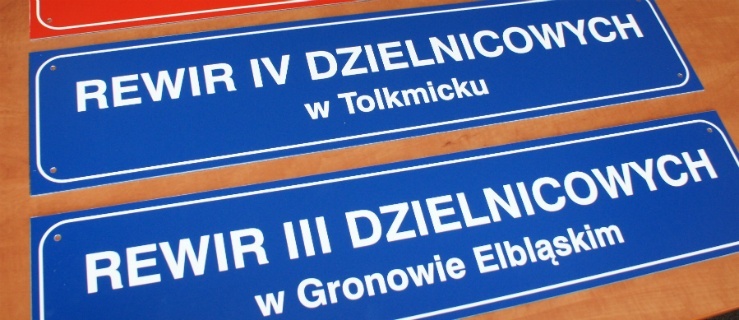 REWIR IV DZIELNICOWYCH
w Tolkmicku
REWIR III DZIELNICOWYCH
w Gronowie Elbląskim